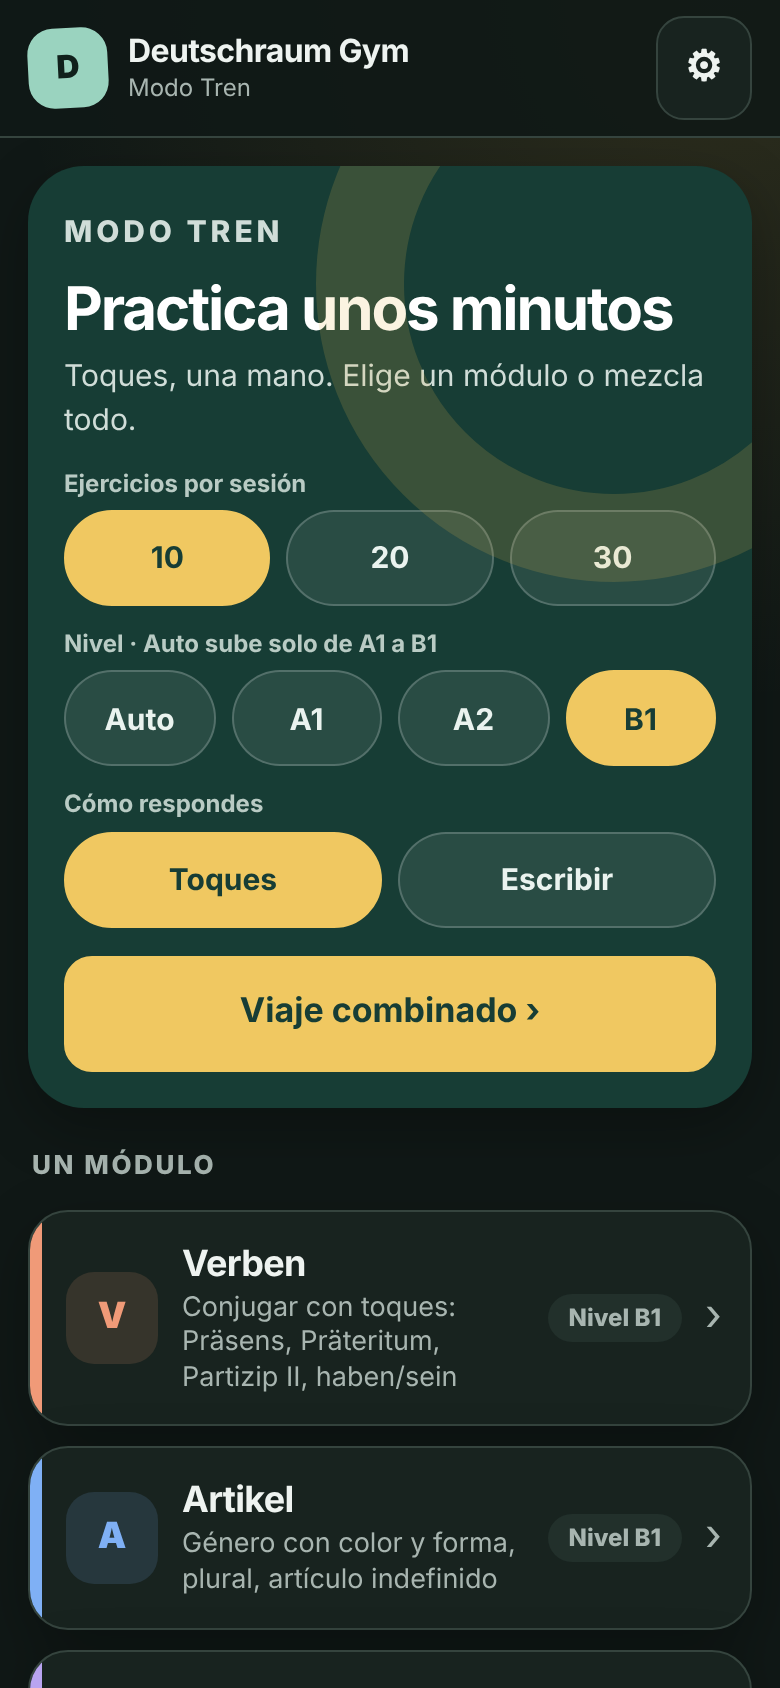 D
Deutschraum Gym
Modo Tren
⚙
MODO TREN
Practica unos minutos
Toques, una mano. Elige un módulo o mezcla
todo.
Ejercicios por sesión
10
20
30
Nivel · Auto sube solo de A1 a B1
Auto
A1
A2
B1
Cómo respondes
Toques
Escribir
Viaje combinado ›
UN MÓDULO
V
Verben
Conjugar con toques:
Präsens, Präteritum,
Partizip II, haben/sein
Nivel B1
›
A
Artikel
Género con color y forma,
plural, artículo indefinido
Nivel B1
›